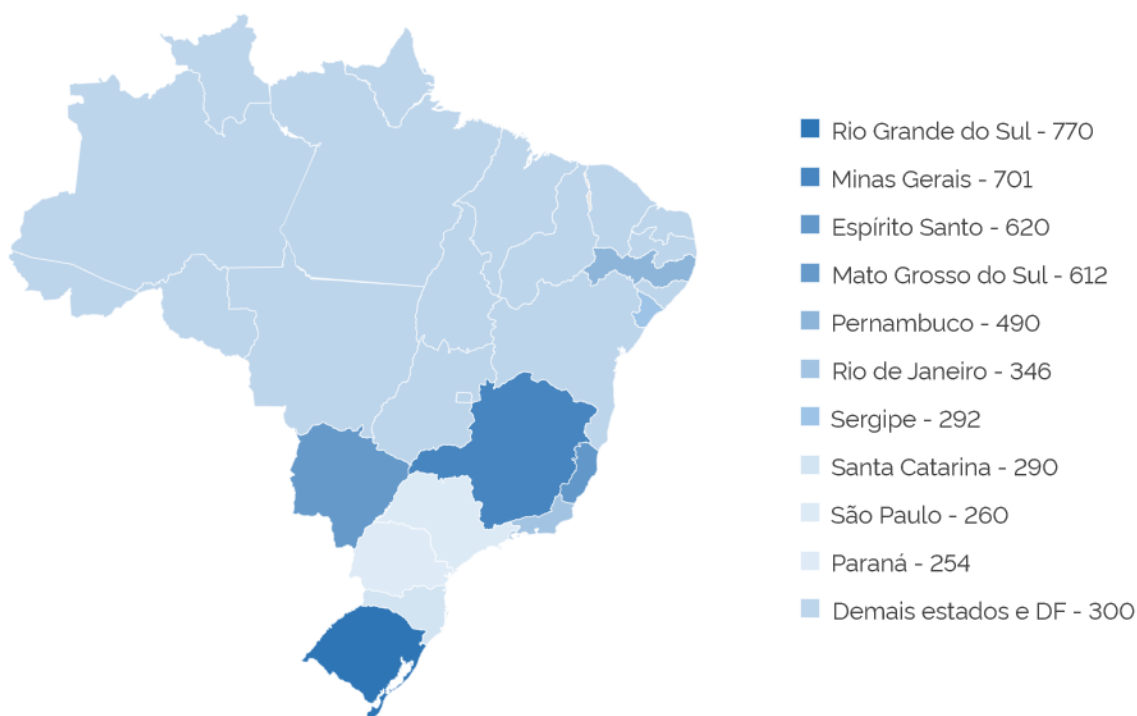 Rio Grande do Sul - 770
Minas Gerais - 701
Espírito Santo - 620
Mato Grosso do Sul - 612
Pernambuco - 490
Rio de Janeiro - 346
Sergipe - 292
Santa Catarina - 290
São Paulo - 260
Paraná - 254
Demais estados e DF - 300